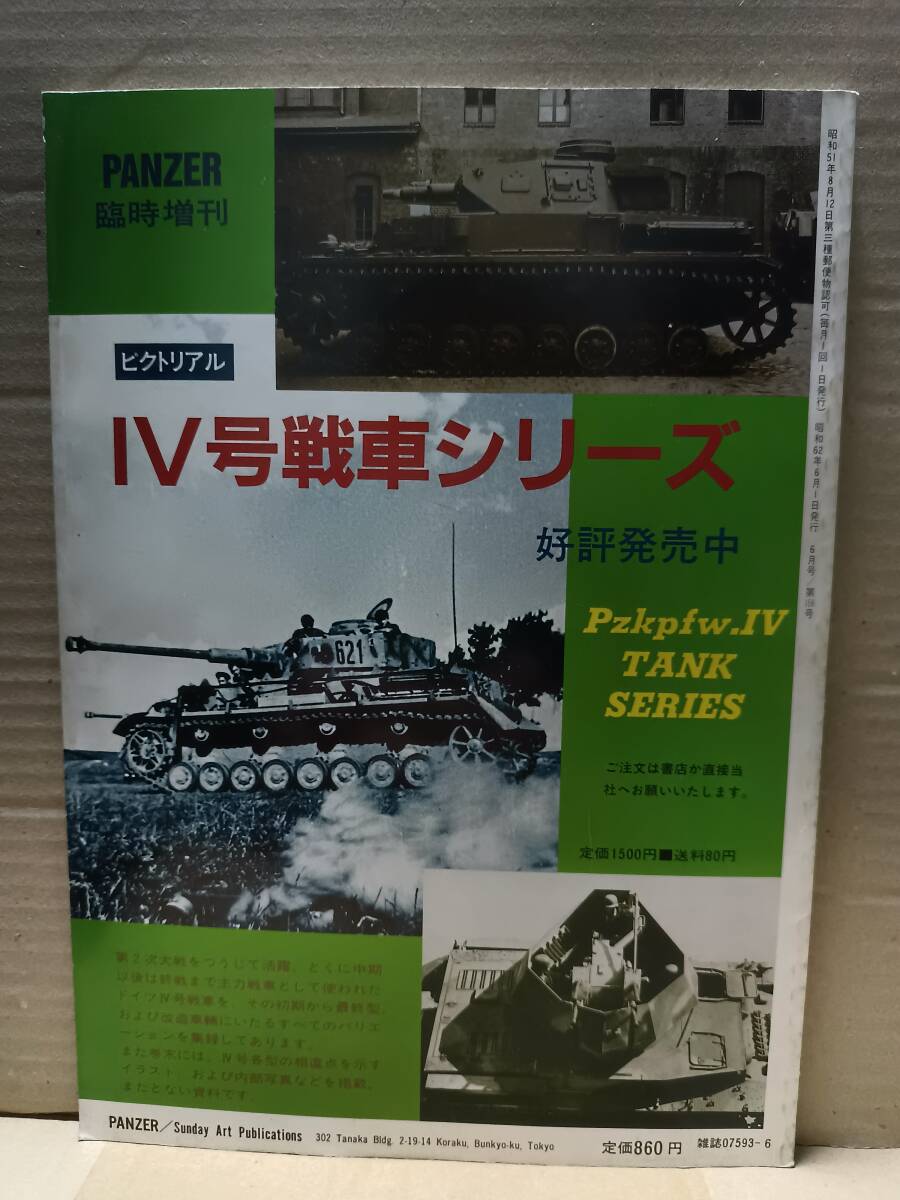 PANZER
臨時増刊
ピクトリアル
IV号戦車シリーズ
好評発売中
Pzkpfw.IV
TANK
SERIES
ご注文は書店か直接当
社へお願いいたします。
定価1500円■送料80円
621
第2次大戦をつうじて活躍、とくに中期
以後は終戦まで主力戦車として使われた
ドイツIV号戦車を、その初期から最終型、
および改造車輛にいたるすべてのバリエ
ーションを集録してあります。
また巻末には、IV号各型の相違点を示す
イラスト、および内部写真などを掲載。
またとない資料です。
PANZER/Sunday Art Publications 302 Tanaka Bldg. 2-19-14 Koraku, Bunkyo-ku, Tokyo
定価860円
雑誌07593-6
昭和51年8月12日第三種郵便物認可(毎月1回1日発行) 昭和62年6月1日発行 6月号/第
号